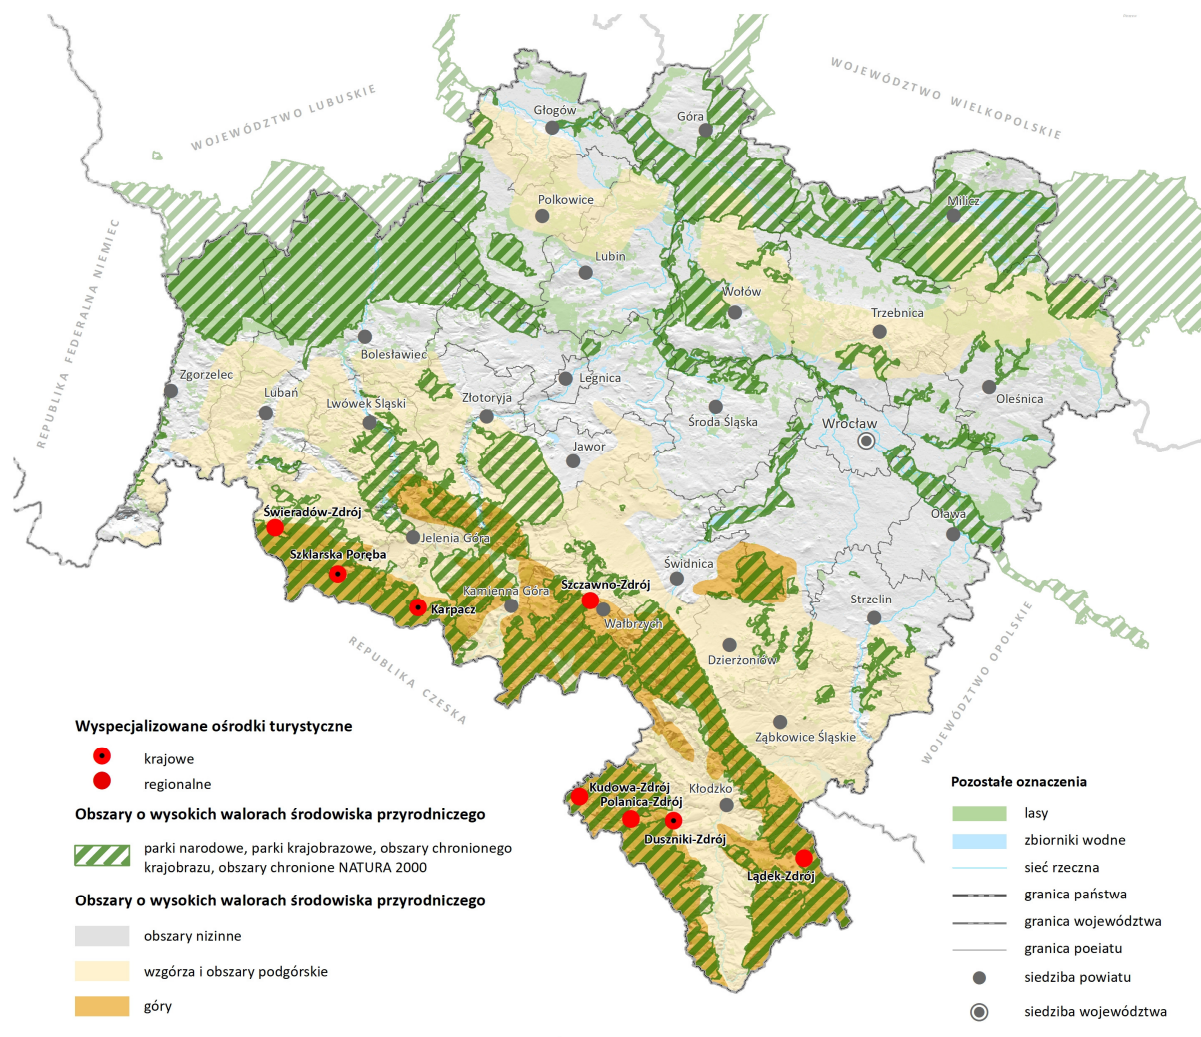 WOJEWÓDZTWO LUBUSKIE
WOJEWÓDZTWO WIELKOPOLSKIE
REPUBLIKA FEDERALNA NIEMIEC
Głogów
Góra
Polkowice
Milicz
Lubin
Wołów
Trzebnica
Bolesławiec
Zgorzelec
Lubań
Lwówek Śląski
Złotoryja
Legnica
Środa Śląska
Wrocław
Oleśnica
Jawor
Oława
Świeradów-Zdrój
Jelenia Góra
Szklarska Poręba
Kamienna Góra
Szczawno-Zdrój
Świdnica
Karpacz
Wałbrzych
Strzelin
Dzierżoniów
REPUBLIKA CZESKA
WOJEWÓDZTWO OPOLSKIE
Ząbkowice Śląskie
Kudowa-Zdrój
Polanica-Zdrój
Kłodzko
Duszniki-Zdrój
Lądek-Zdrój
Wyspecjalizowane ośrodki turystyczne
krajowe
regionalne
Obszary o wysokich walorach środowiska przyrodniczego
parki narodowe, parki krajobrazowe, obszary chronionego
krajobrazu, obszary chronione NATURA 2000
Obszary o wysokich walorach środowiska przyrodniczego
obszary nizinne
wzgórza i obszary podgórskie
góry
Pozostałe oznaczenia
lasy
zbiorniki wodne
sieć rzeczna
granica państwa
granica województwa
granica poeiatu
siedziba powiatu
siedziba województwa